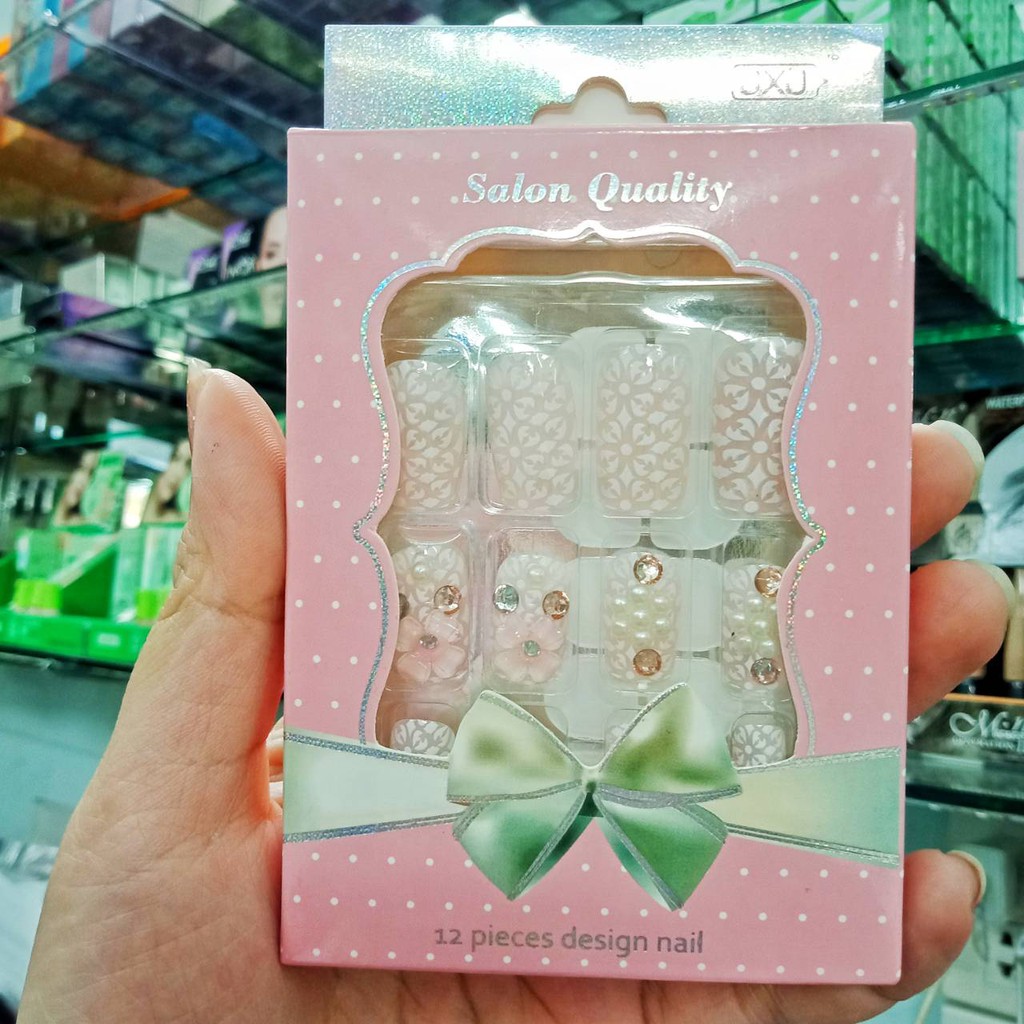 JXJ
Salon Quality
12 pieces design nail